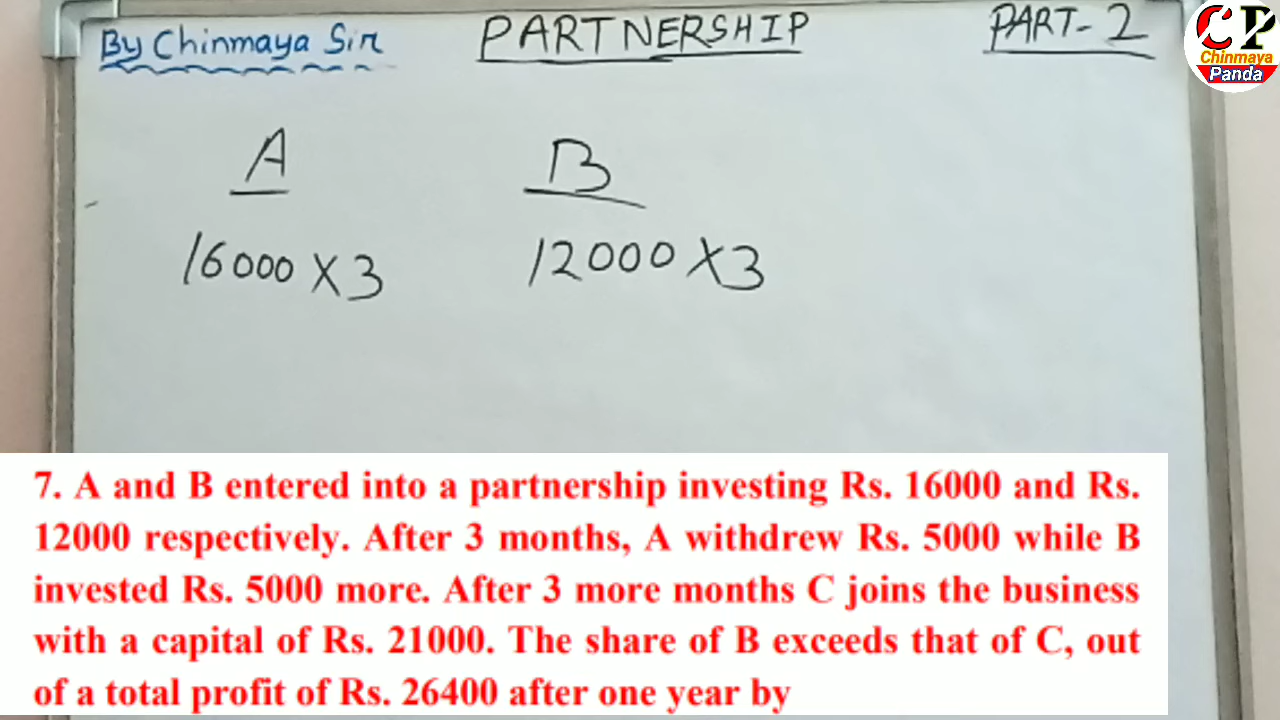 By Chinmaya Sir
PARTNERSHIP
PART-2
CP
Chinmaya
Panda
A
B
16000 X 3
12000 X 3
7. A and B entered into a partnership investing Rs. 16000 and Rs.
12000 respectively. After 3 months, A withdrew Rs. 5000 while B
invested Rs. 5000 more. After 3 more months C joins the business
with a capital of Rs. 21000. The share of B exceeds that of C, out
of a total profit of Rs. 26400 after one year by